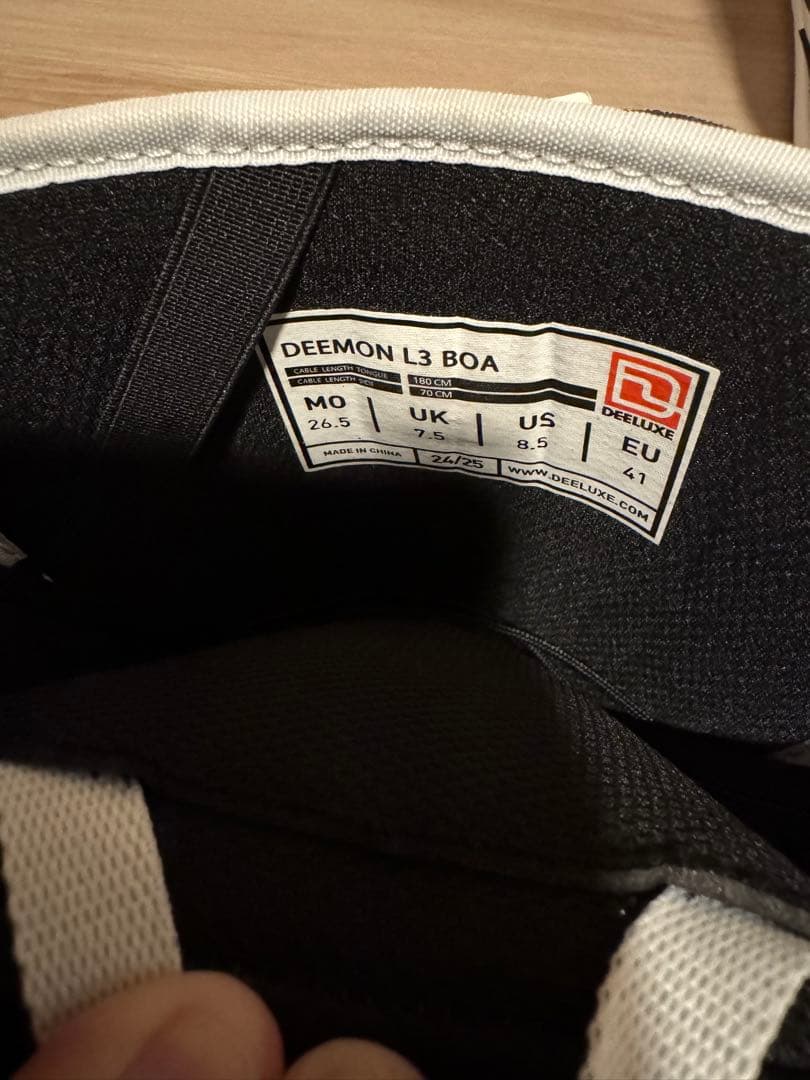 DEEMON L3 BOA
CABLE LENGTH TONGUE 180 CM
CABLE LENGTH SIDE 70 CM
DEELUXE
MO | UK | US | EU
26.5 7.5 8.5 41
MADE IN CHINA 24/25 WWW.DEELUXE.COM